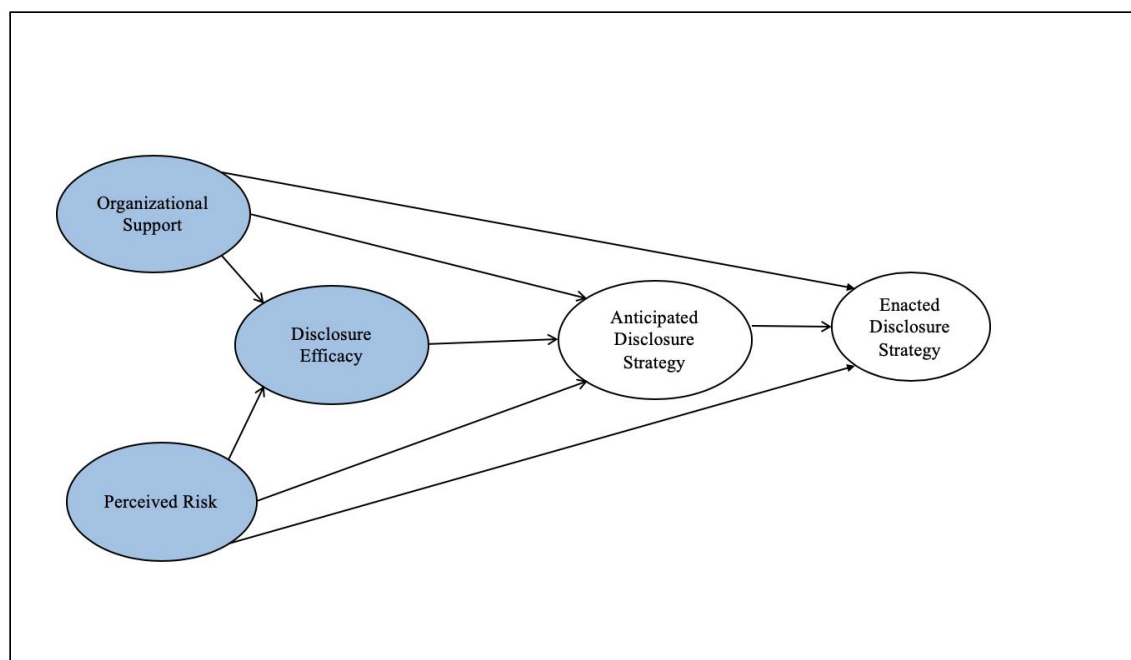 Organizational
Support
Disclosure
Efficacy
Perceived Risk
Anticipated
Disclosure
Strategy
Enacted
Disclosure
Strategy